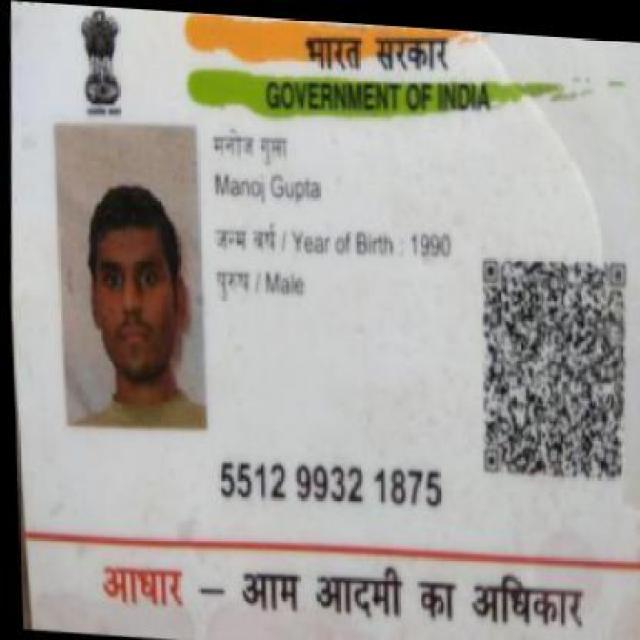 भारत सरकार
GOVERNMENT OF INDIA
मनोज गुप्ता
Manoj Gupta
जन्म वर्ष / Year of Birth : 1990
पुरुष / Male
5512 9932 1875
आधार – आम आदमी का अधिकार